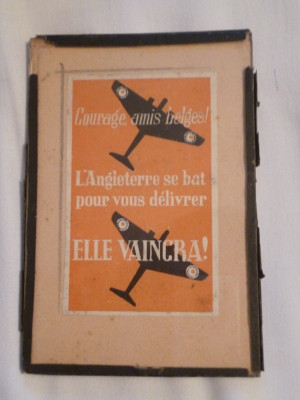 Courage amis belges!
L'Angleterre se bat
pour vous délivrer
ELLE VAINCRA!